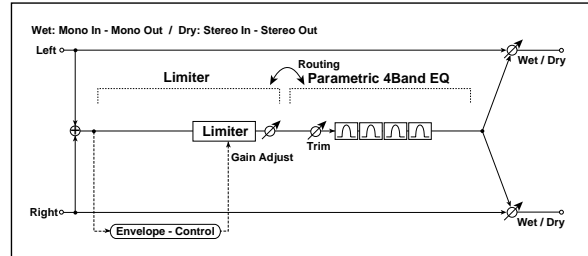 Wet: Mono In - Mono Out / Dry: Stereo In - Stereo Out
Left
Wet / Dry
Routing
Limiter
Parametric 4Band EQ
Limiter
Gain Adjust
Trim
Right
Wet / Dry
Envelope - Control